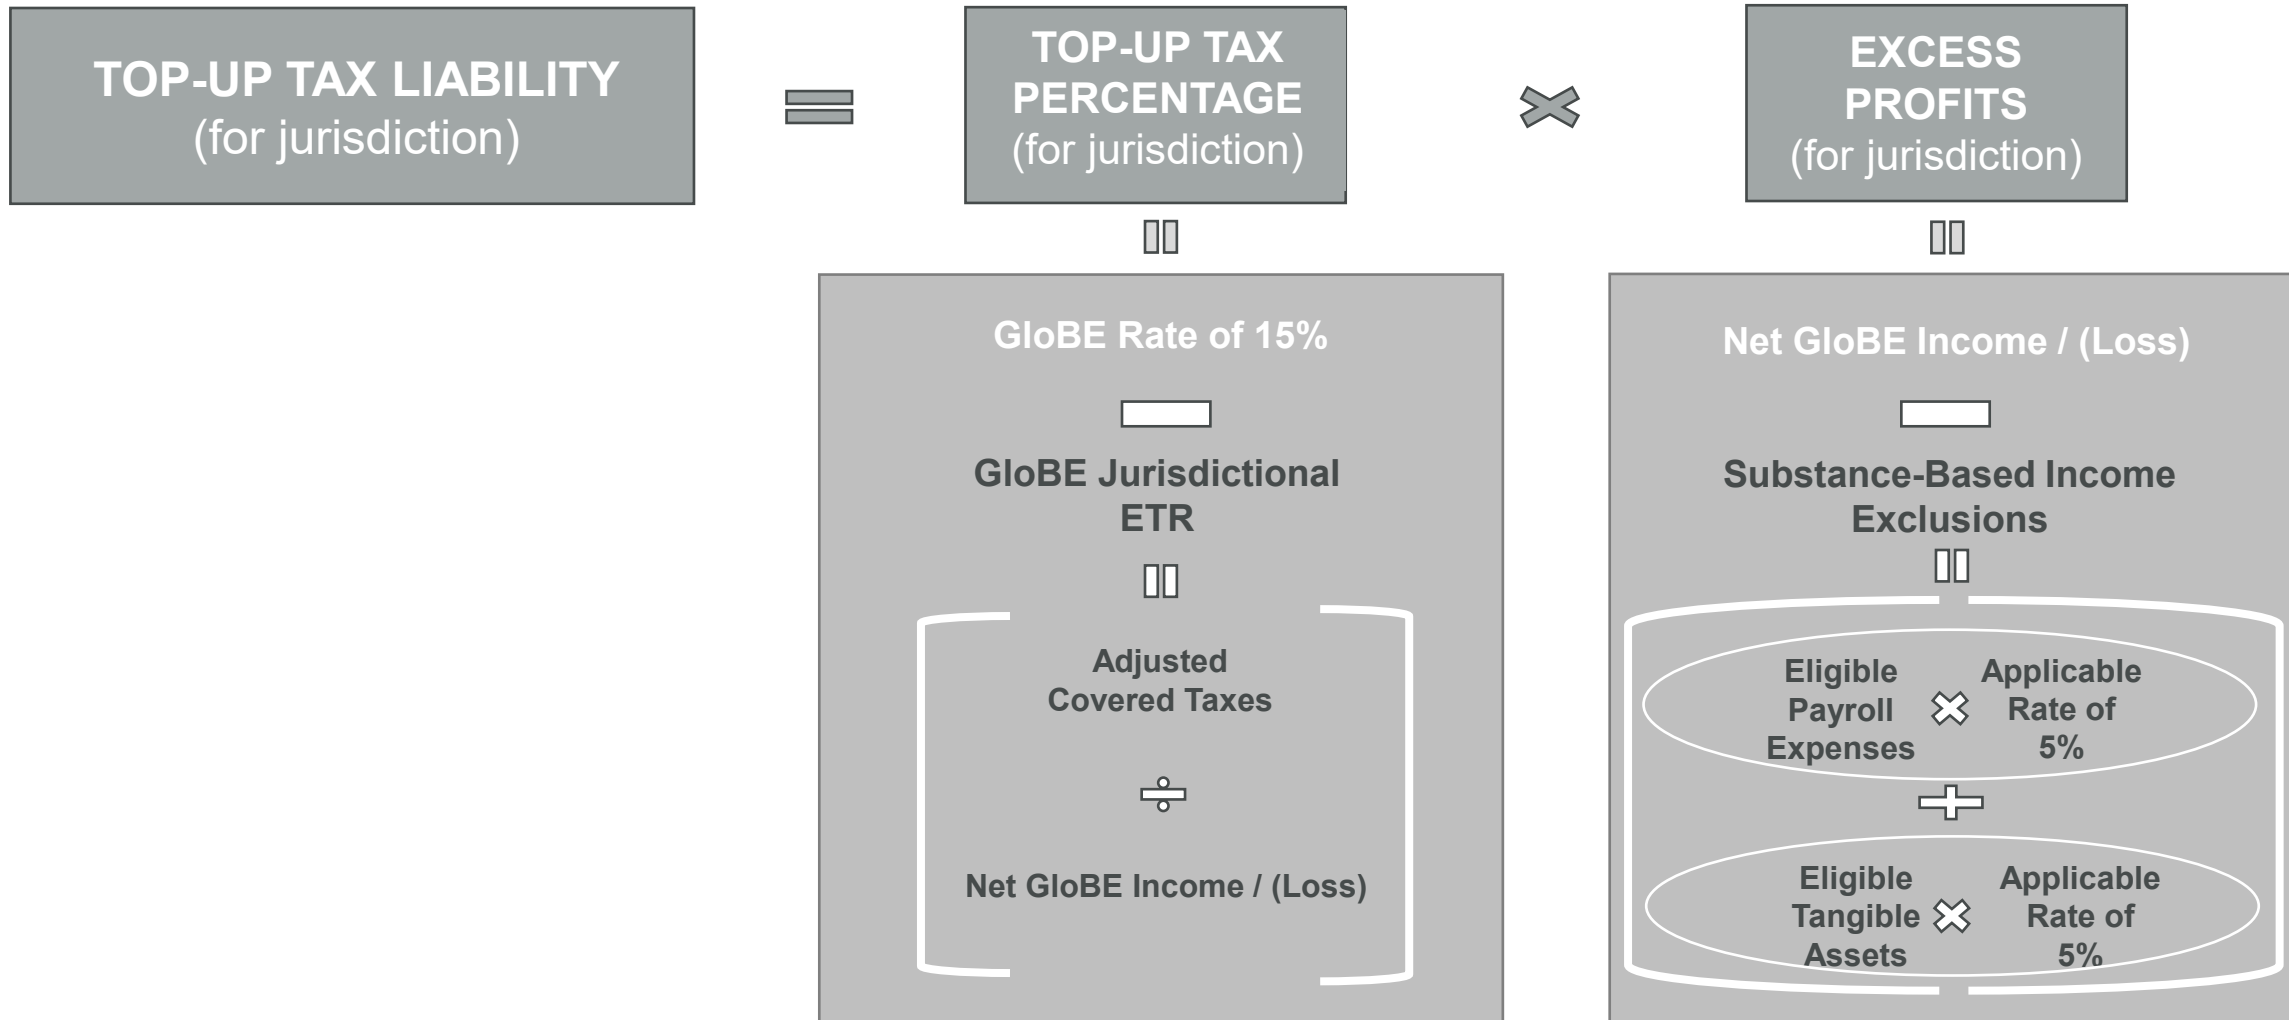 TOP-UP TAX LIABILITY
(for jurisdiction)
TOP-UP TAX
PERCENTAGE
(for jurisdiction)
EXCESS
PROFITS
(for jurisdiction)
GloBE Rate of 15%
GloBE Jurisdictional
ETR
Adjusted
Covered Taxes
Net GloBE Income / (Loss)
Net GloBE Income / (Loss)
Substance-Based Income
Exclusions
Eligible
Payroll
Expenses
Applicable
Rate of
5%
Eligible
Tangible
Assets
Applicable
Rate of
5%